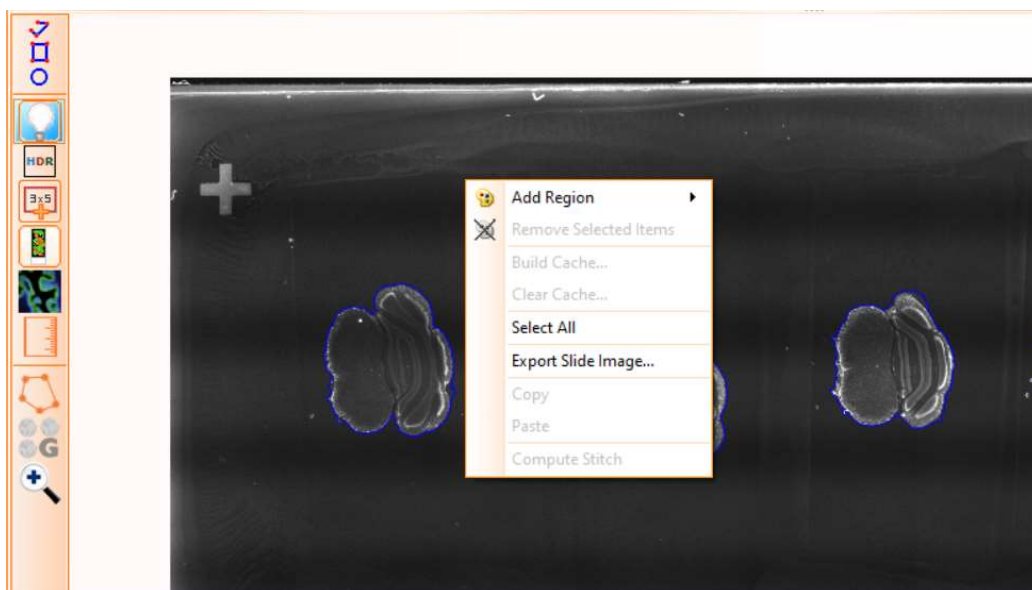 HDR
3x5
G
Add Region
Remove Selected Items
Build Cache...
Clear Cache...
Select All
Export Slide Image...
Copy
Paste
Compute Stitch